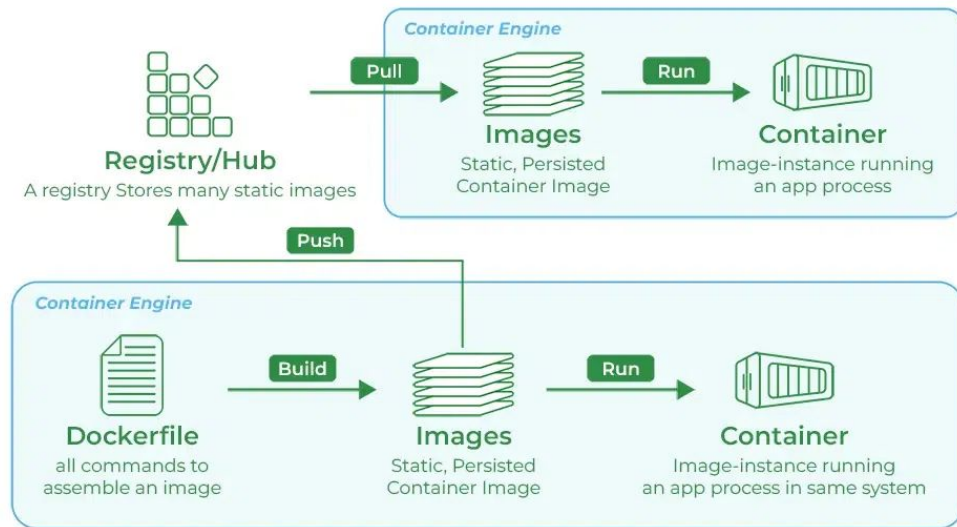 Container Engine
Pull
Run
Registry/Hub
A registry Stores many static images
Images
Static, Persisted
Container Image
Container
Image-instance running
an app process
Push
Container Engine
Build
Run
Dockerfile
all commands to
assemble an image
Images
Static, Persisted
Container Image
Container
Image-instance running
an app process in same system